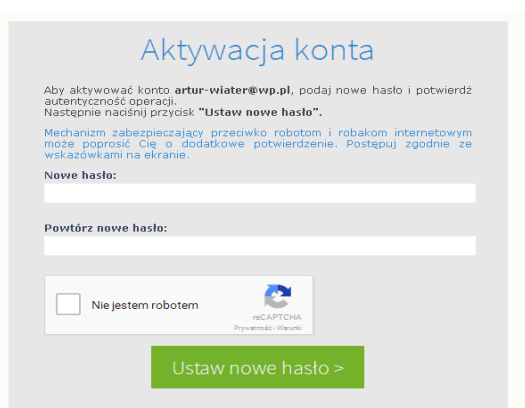 Aktywacja konta
Aby aktywować konto artur-wiater@wp.pl, podaj nowe hasło i potwierdź
autentyczność operacji.
Następnie naciśnij przycisk "Ustaw nowe hasło".
Mechanizm zabezpieczający przeciwko robotom i robakom internetowym
może poprosić Cię o dodatkowe potwierdzenie. Postępuj zgodnie ze
wskazówkami na ekranie.
Nowe hasło:
Powtórz nowe hasło:
Nie jestem robotem
reCAPTCHA
Prywatność - Warunki
Ustaw nowe hasło >